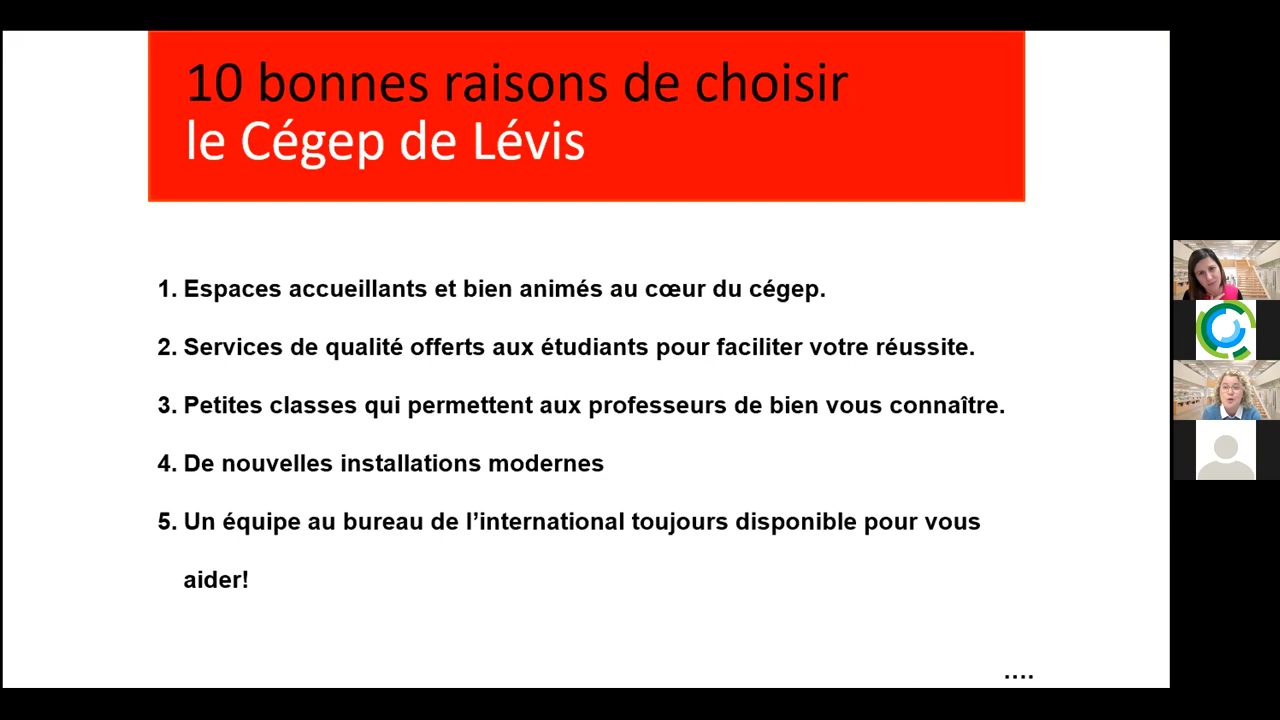 10 bonnes raisons de choisir
le Cégep de Lévis
1. Espaces accueillants et bien animés au cœur du cégep.
2. Services de qualité offerts aux étudiants pour faciliter votre réussite.
3. Petites classes qui permettent aux professeurs de bien vous connaître.
4. De nouvelles installations modernes
5. Un équipe au bureau de l’international toujours disponible pour vous
aider!
....